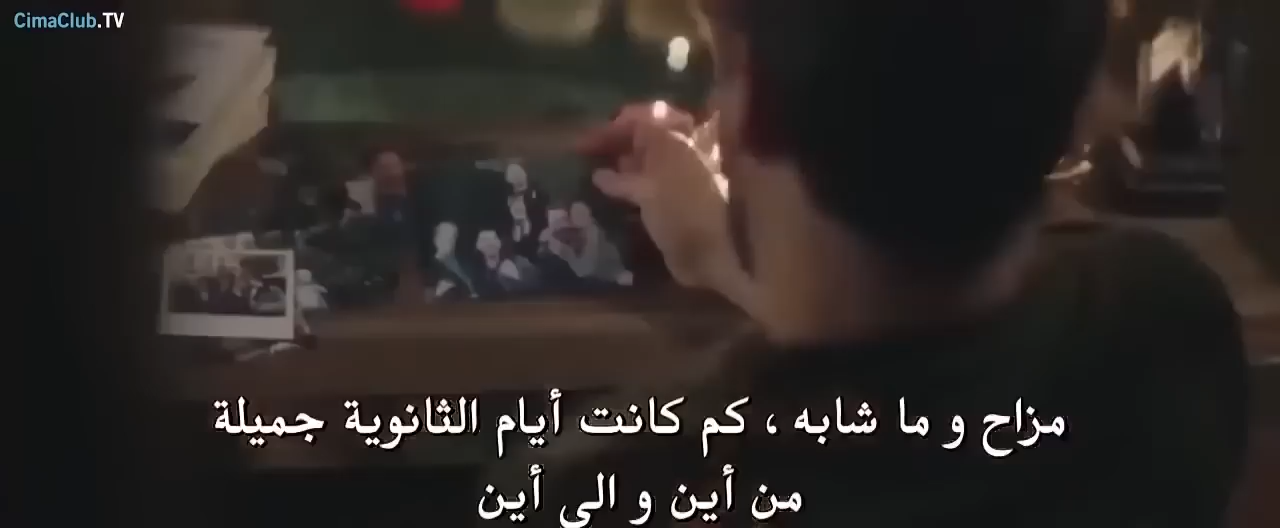 CimaClub.TV
مزاح و ما شابه ، كم كانت أيام الثانوية جميلة
من أين و الى أين